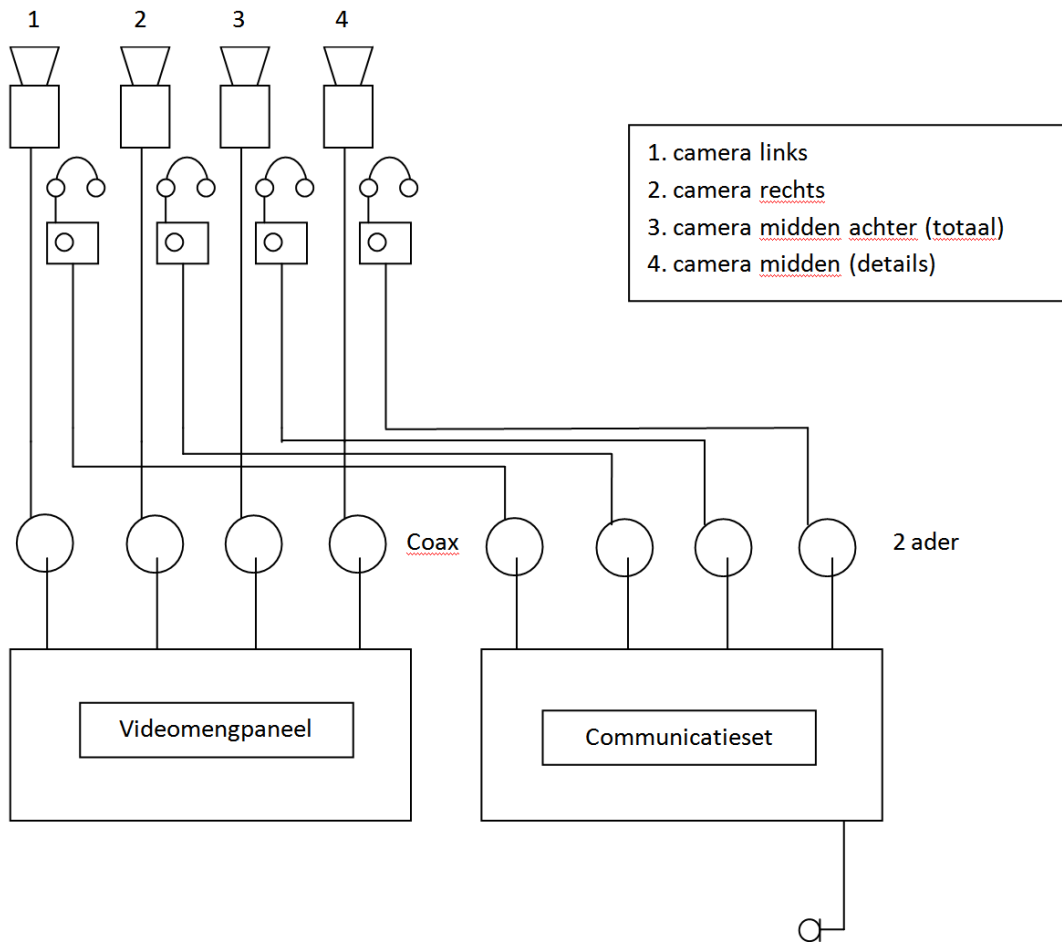 1
2
3
4
1. camera links
2. camera rechts
3. camera midden achter (totaal)
4. camera midden (details)
Coax
2 ader
Videomengpaneel
Communicatieset